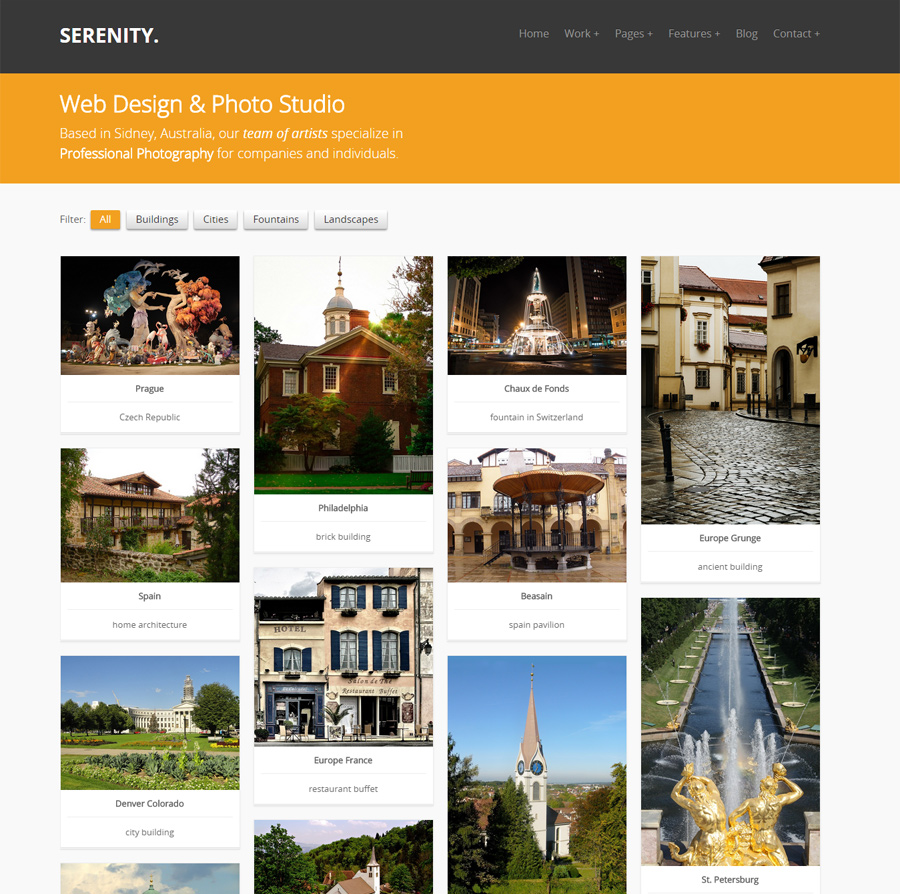 SERENITY.
Home Work + Pages + Features + Blog Contact +
Web Design & Photo Studio
Based in Sidney, Australia, our team of artists specialize in
Professional Photography for companies and individuals.
Filter: All Buildings Cities Fountains Landscapes
Prague
Czech Republic
Philadelphia
brick building
Chaux de Fonds
fountain in Switzerland
Europe Grunge
ancient building
Spain
home architecture
HOTEL
Salon de Thé
Restaurant Buffet
Europe France
restaurant buffet
Beasain
spain pavilion
Denver Colorado
city building
St. Petersburg